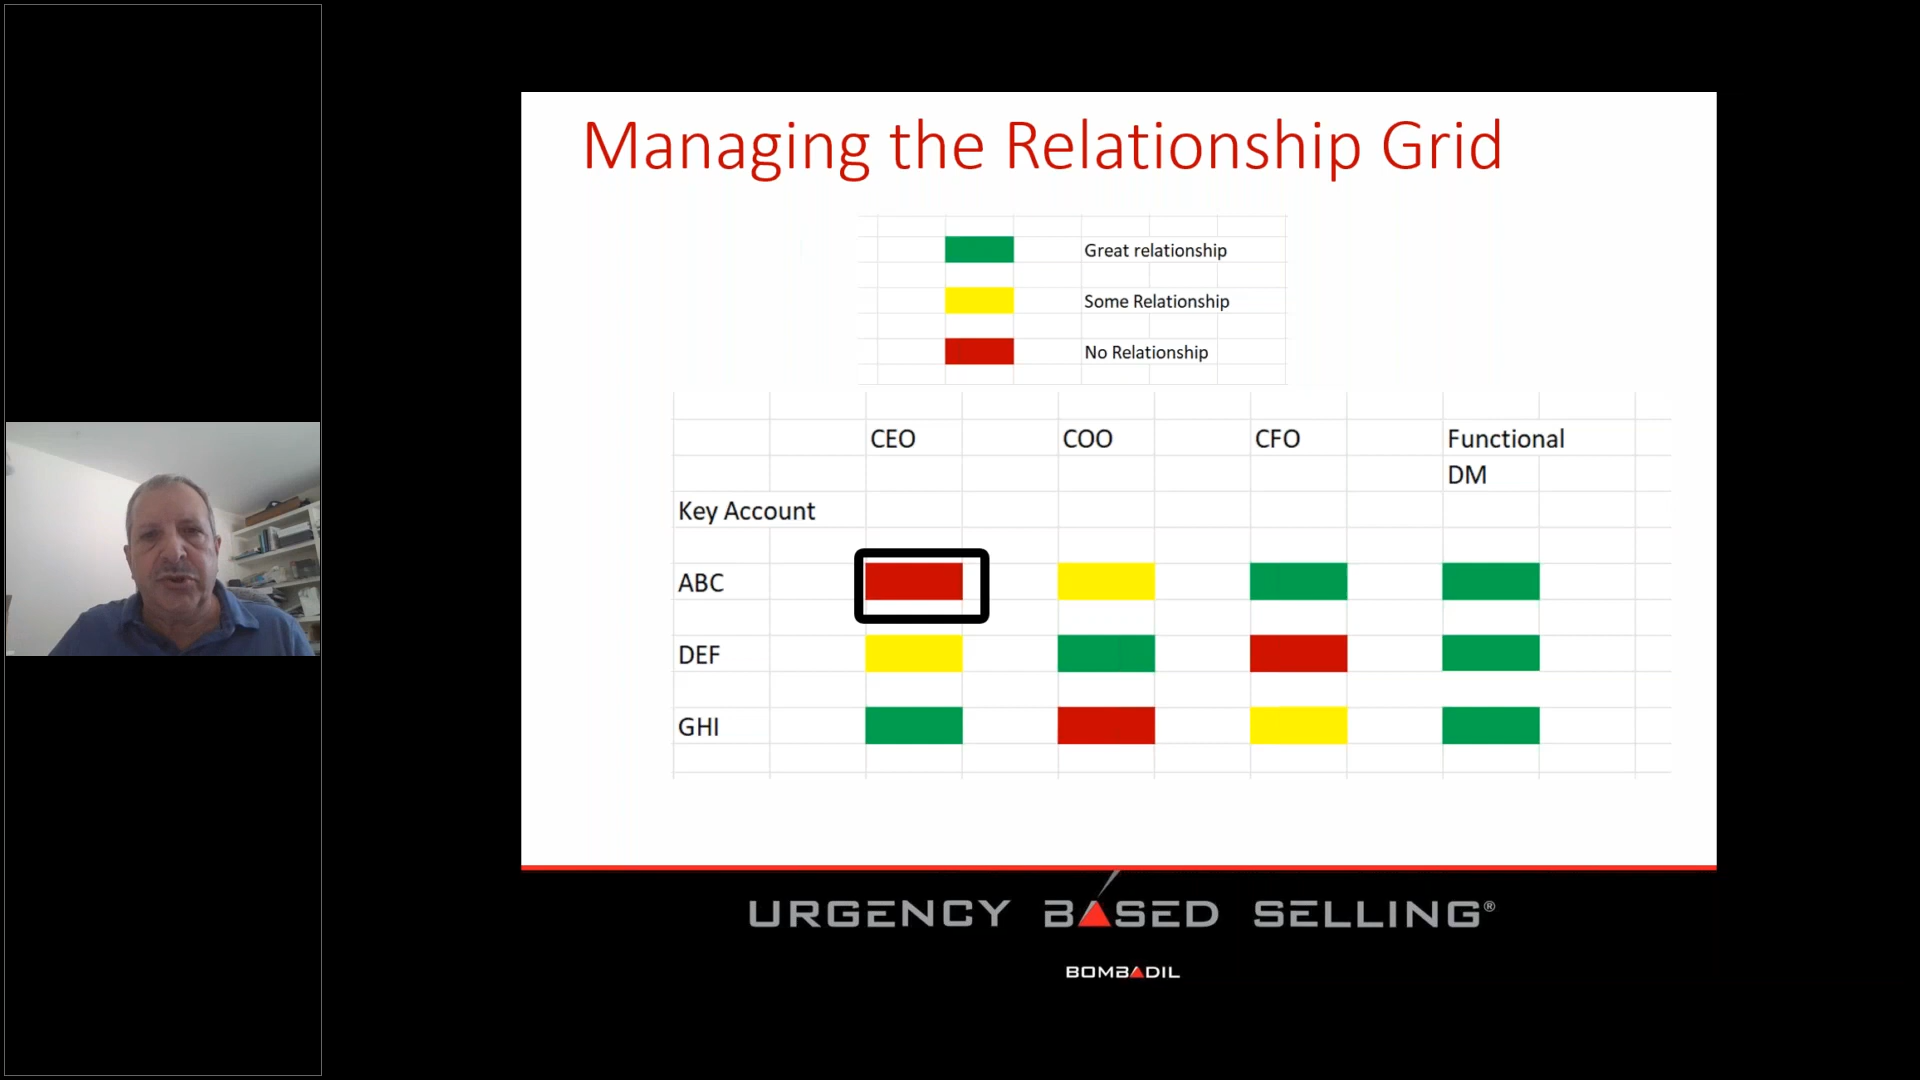 Managing the Relationship Grid
Great relationship
Some Relationship
No Relationship
CEO COO CFO Functional
DM
Key Account
ABC
DEF
GHI
URGENCY BASED SELLING®
BOMBADIL